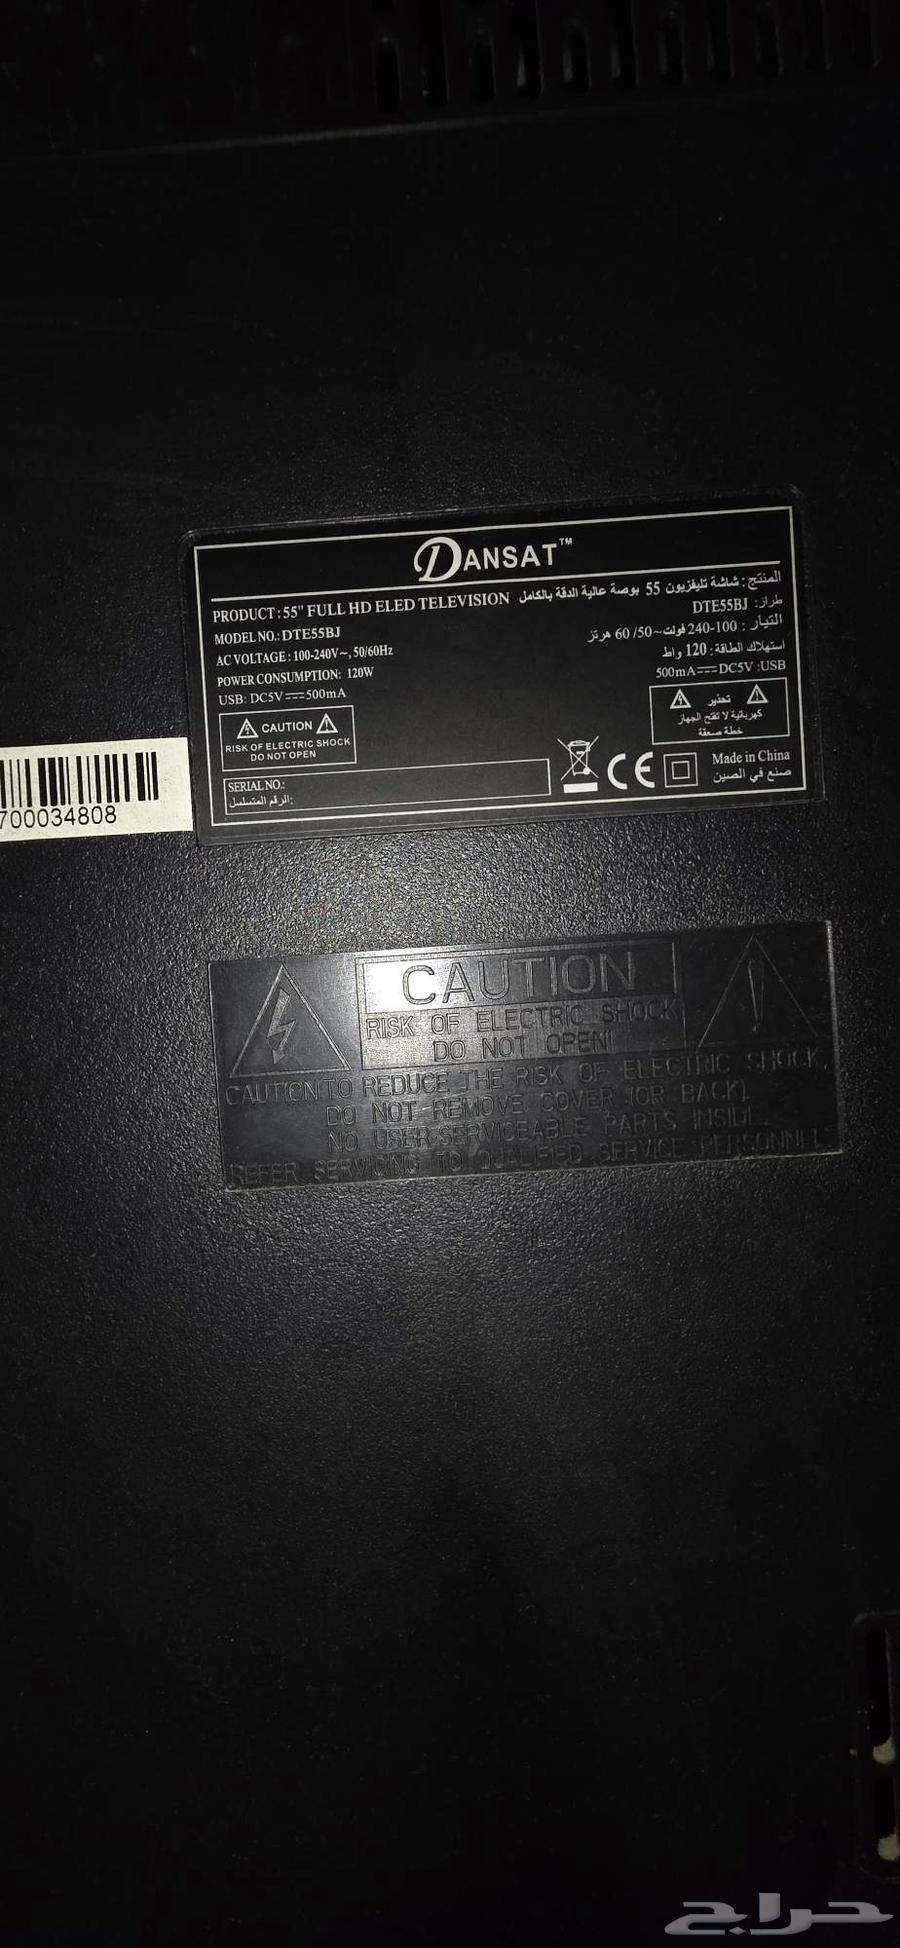 DANSAT™
PRODUCT : 55" FULL HD ELED TELEVISION المنتج : شاشة تليفزيون 55 بوصة عالية الدقة بالكامل
MODEL NO.: DTE55BJ
طراز: DTE55BJ
AC VOLTAGE : 100-240V~, 50/60Hz
التيار : 100-240 فولت~50/ 60 هرتز
POWER CONSUMPTION: 120W
استهلاك الطاقة: 120 واط
USB: DC5V⎓500mA
500mA⎓DC5V :USB
CAUTION
RISK OF ELECTRIC SHOCK
DO NOT OPEN
تحذير
كهربائية لا تفتح الجهاز
خطة صعقة
SERIAL NO.:
الرقم المتسلسل:
CE
Made in China
صنع في الصين
700034808
CAUTION
RISK OF ELECTRIC SHOCK
DO NOT OPEN!
CAUTION:TO REDUCE THE RISK OF ELECTRIC SHOCK,
DO NOT REMOVE COVER (OR BACK).
NO USER-SERVICEABLE PARTS INSIDE.
REFER SERVICING TO QUALIFIED SERVICE PERSONNEL.
حراج